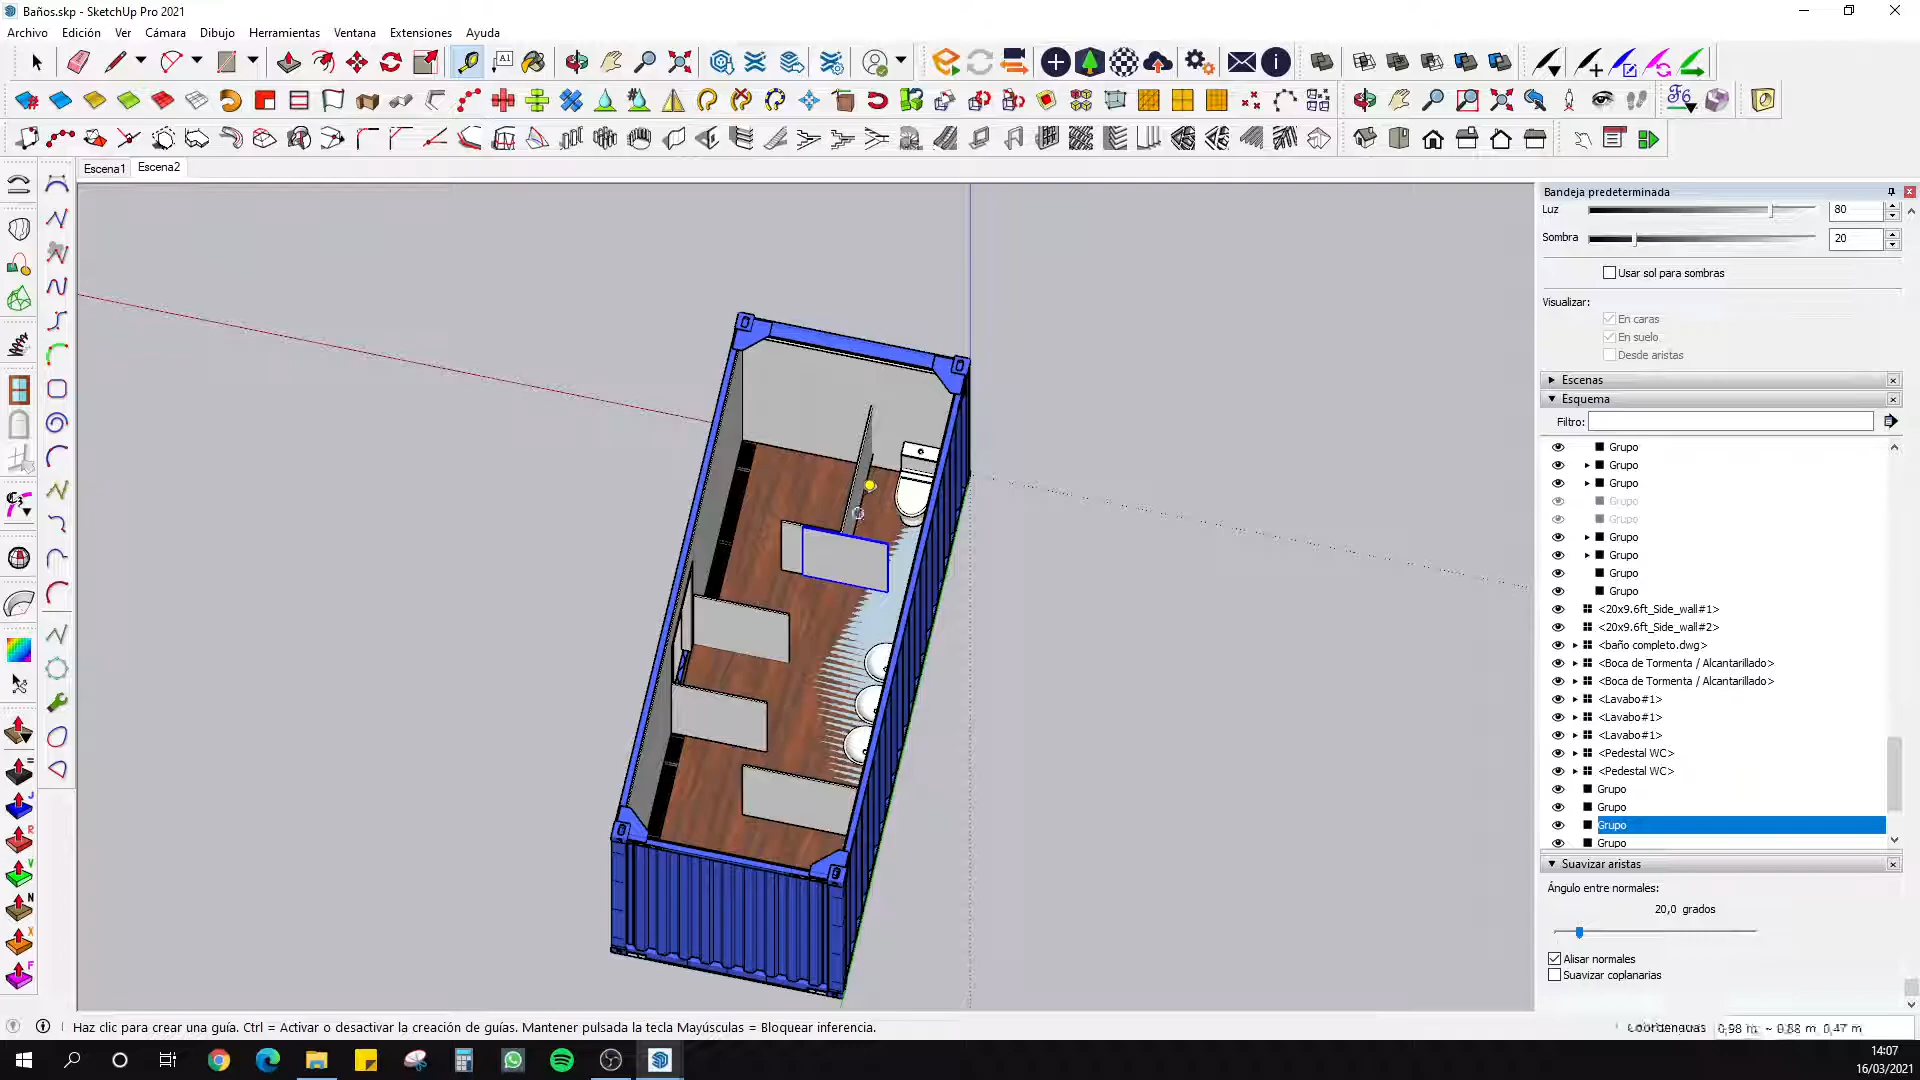 Baños.skp - SketchUp Pro 2021
Archivo Edición Ver Cámara Dibujo Herramientas Ventana Extensiones Ayuda
Escena1 Escena2
Bandeja predeterminada
Luz 80
Sombra 20
Usar sol para sombras
Visualizar:
En caras
En suelo
Desde aristas
Escenas
Esquema
Filtro:
Grupo
Grupo
Grupo
Grupo
Grupo
Grupo
Grupo
Grupo
Grupo
<20x9.6ft_Side_wall#1>
<20x9.6ft_Side_wall#2>
<baño completo.dwg>
<Boca de Tormenta / Alcantarillado>
<Boca de Tormenta / Alcantarillado>
<Lavabo#1>
<Lavabo#1>
<Lavabo#1>
<Pedestal WC>
<Pedestal WC>
Grupo
Grupo
Grupo
Grupo
Suavizar aristas
Ángulo entre normales:
20,0 grados
Alisar normales
Suavizar coplanarias
Haz clic para crear una guía. Ctrl = Activar o desactivar la creación de guías. Mantener pulsada la tecla Mayúsculas = Bloquear inferencia.
Coordenadas 0,98 m, ~ 0,88 m, 0,47 m
14:07
16/03/2021